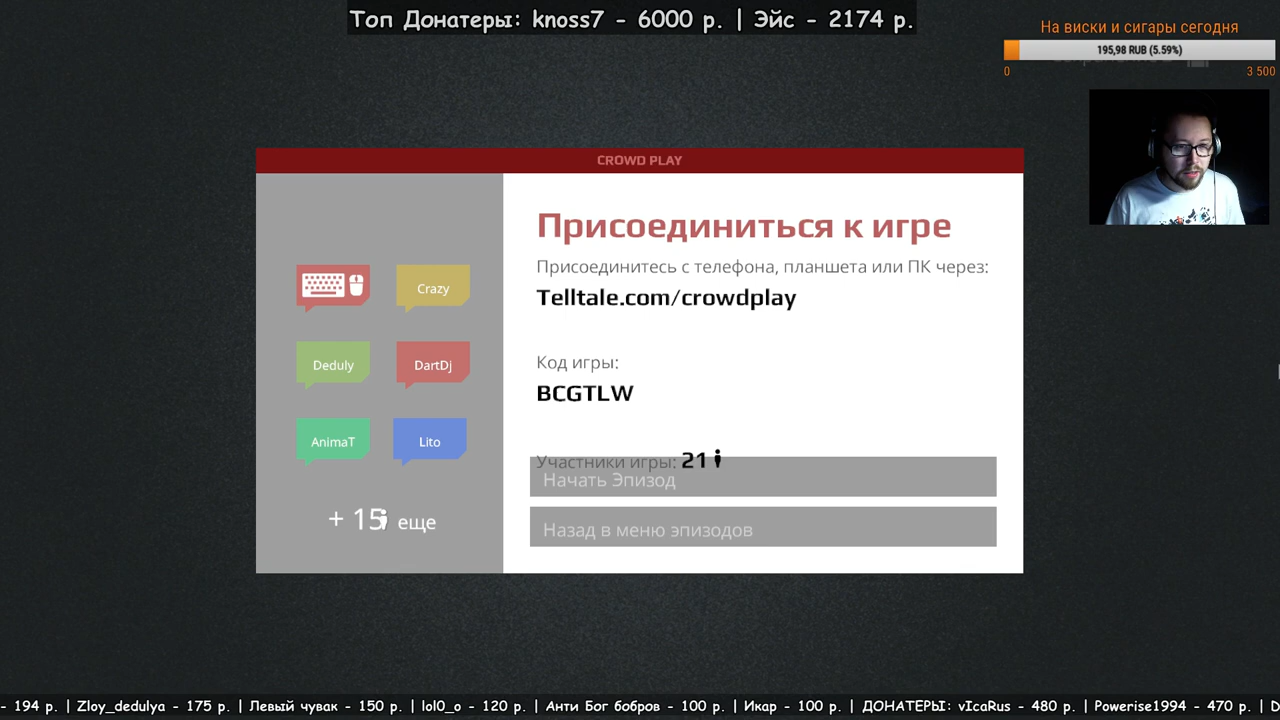 Топ Донатеры: knoss7 - 6000 р. | Эйс - 2174 р.
На виски и сигары сегодня
195,98 RUB (5.59%)
0
3 500
CROWD PLAY
Присоединиться к игре
Присоединитесь с телефона, планшета или ПК через:
Telltale.com/crowdplay
Код игры:
BCGTLW
Участники игры: 21
Начать Эпизод
Назад в меню эпизодов
Crazy
Deduly
DartDj
AnimaT
Lito
+ 15 еще
- 194 р. | Zloy_dedulya - 175 р. | Левый чувак - 150 р. | lol0_o - 120 р. | Анти Бог бобров - 100 р. | Икар - 100 р. | ДОНАТЕРЫ: vIcaRus - 480 р. | Powerise1994 - 470 р. |